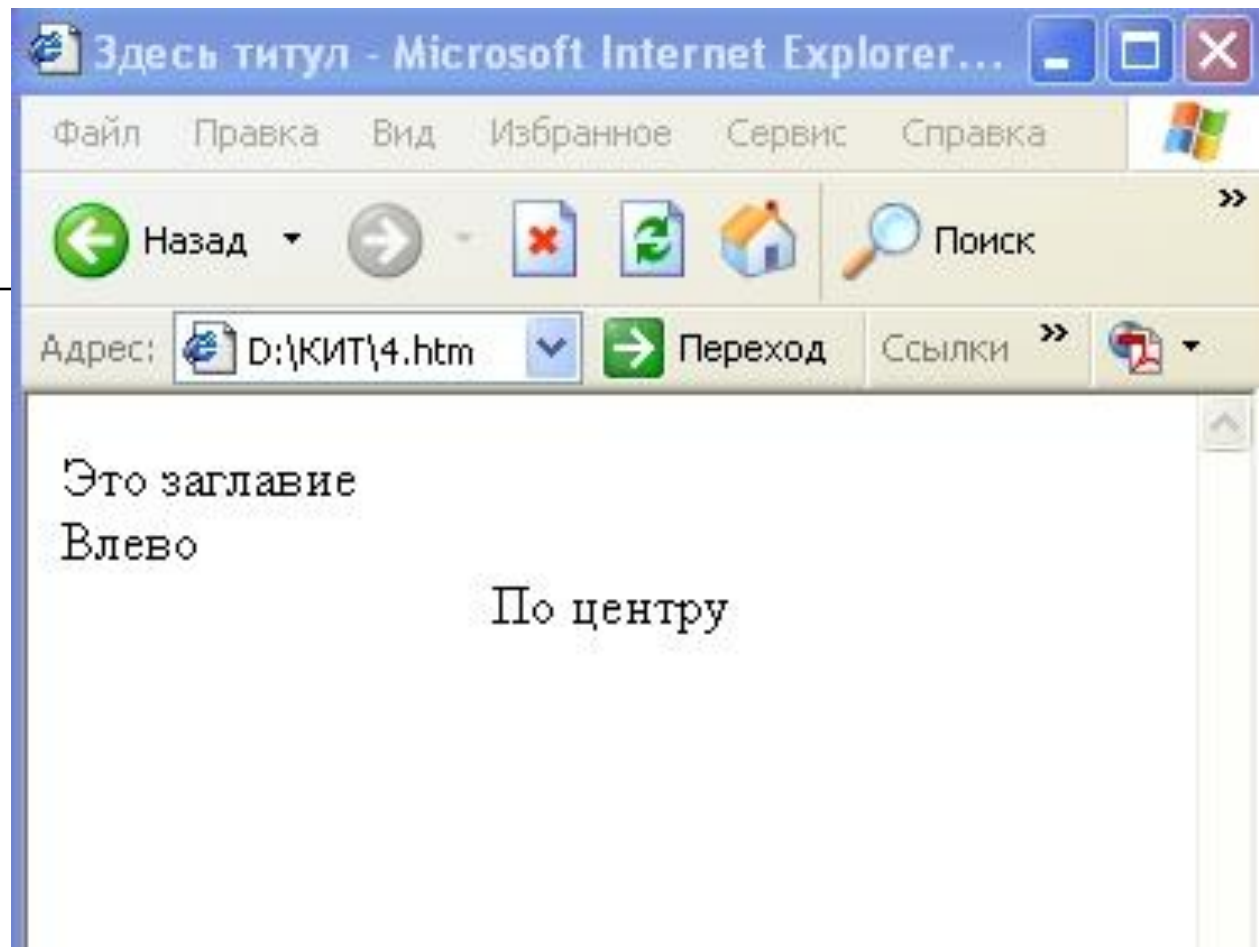 Здесь титул - Microsoft Internet Explorer...
Файл Правка Вид Избранное Сервис Справка
Назад Поиск »
Адрес: D:\КИТ\4.htm Переход Ссылки »
Это заглавие
Влево
По центру